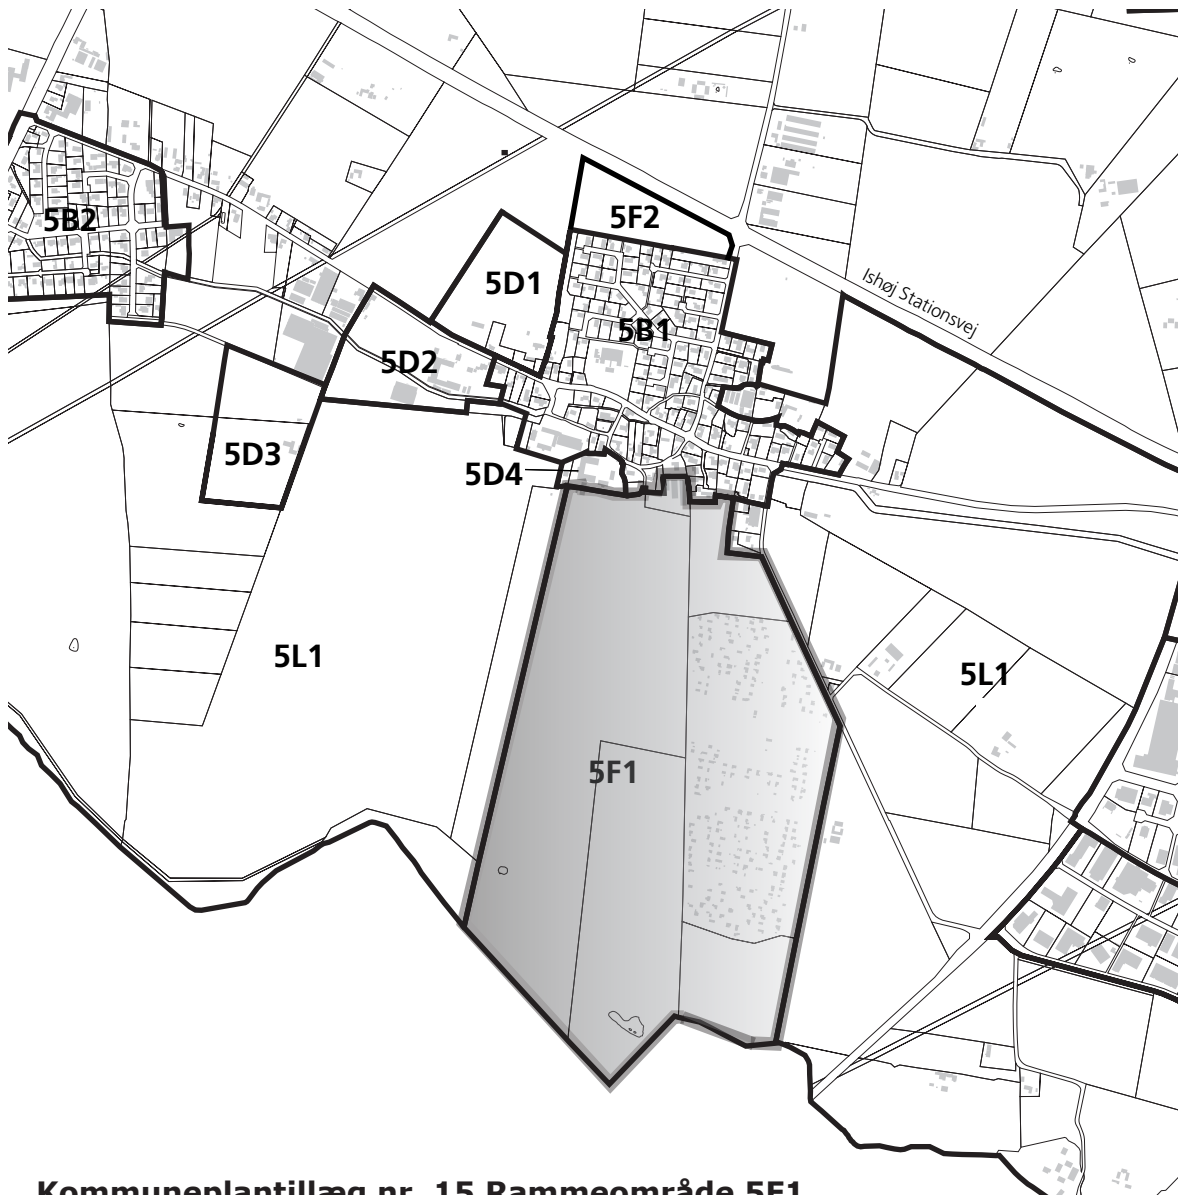 5F2
5B2
5D1
Ishøj Stationsvej
5B1
5D2
5D3
5D4
5L1
5L1
5F1
Kommuneplantillæg nr. 15 Rammeområde 5F1